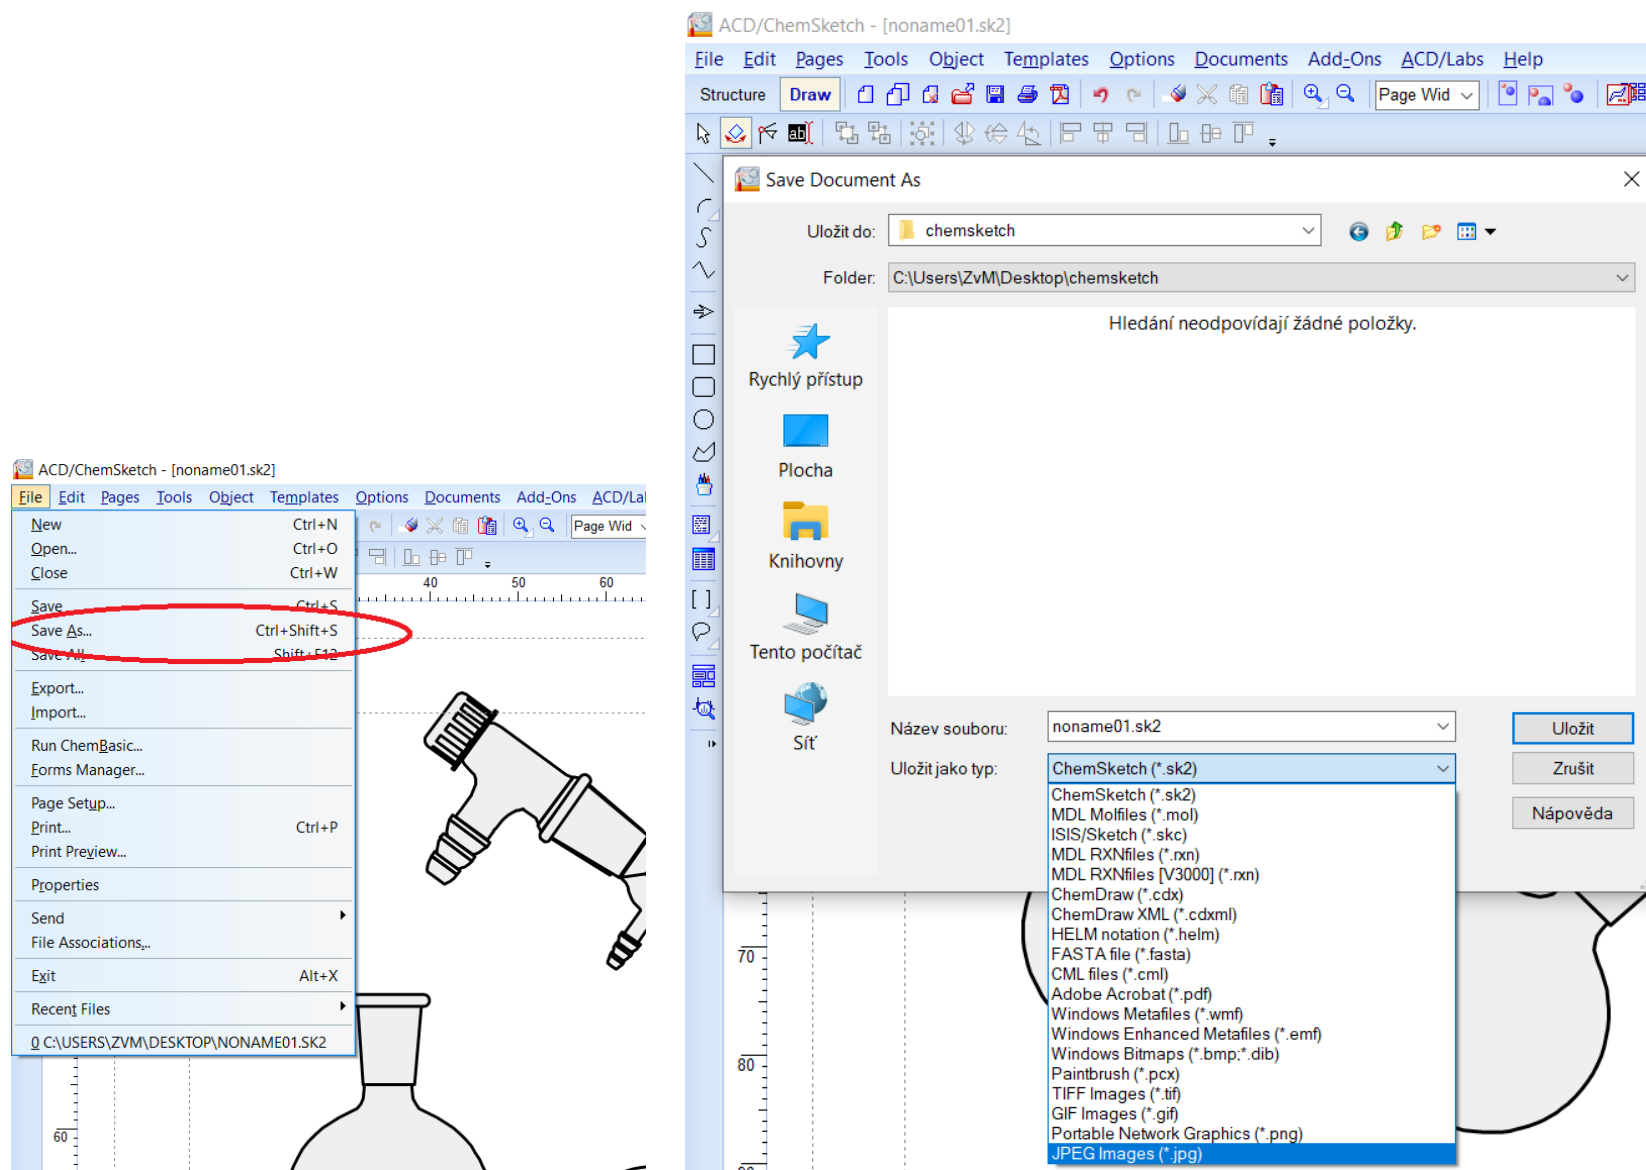 ACD/ChemSketch - [noname01.sk2]
File Edit Pages Tools Object Templates Options Documents Add-Ons ACD/Lal
New Ctrl+N
Open... Ctrl+O
Close Ctrl+W
Page Wid
Save Ctrl+S
Save As... Ctrl+Shift+S
Save All Shift+F12
Export...
Import...
Run ChemBasic...
Forms Manager...
Page Setup...
Print... Ctrl+P
Print Preview...
Properties
Send
File Associations...
Exit Alt+X
Recent Files
0 C:\USERS\ZVM\DESKTOP\NONAME01.SK2
40 50 60
60
ACD/ChemSketch - [noname01.sk2]
File Edit Pages Tools Object Templates Options Documents Add-Ons ACD/Labs Help
Structure Draw Page Wid
ab
Save Document As
Uložit do: chemsketch
Folder: C:\Users\ZvM\Desktop\chemsketch
Hledání neodpovídají žádné položky.
Rychlý přístup
Plocha
Knihovny
Tento počítač
Síť
Název souboru: noname01.sk2 Uložit
Uložit jako typ: ChemSketch (*.sk2) Zrušit
Nápověda
ChemSketch (*.sk2)
MDL Molfiles (*.mol)
ISIS/Sketch (*.skc)
MDL RXNfiles (*.rxn)
MDL RXNfiles [V3000] (*.rxn)
ChemDraw (*.cdx)
ChemDraw XML (*.cdxml)
HELM notation (*.helm)
FASTA file (*.fasta)
CML files (*.cml)
Adobe Acrobat (*.pdf)
Windows Metafiles (*.wmf)
Windows Enhanced Metafiles (*.emf)
Windows Bitmaps (*.bmp;*.dib)
Paintbrush (*.pcx)
TIFF Images (*.tif)
GIF Images (*.gif)
Portable Network Graphics (*.png)
JPEG Images (*.jpg)
70
80